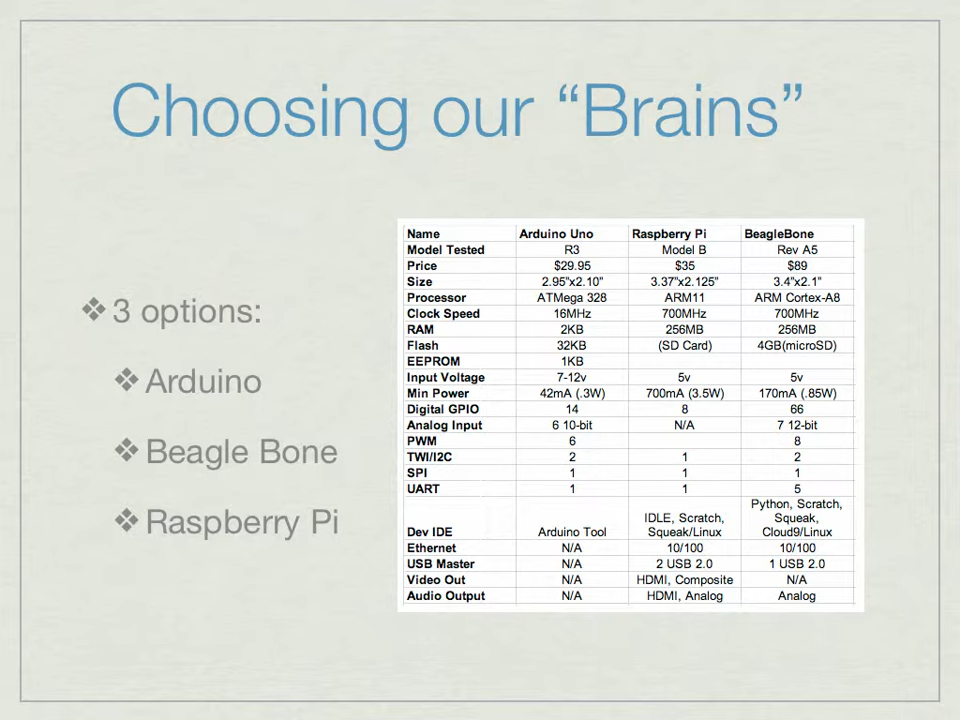 Choosing our “Brains”
❖ 3 options:
❖ Arduino
❖ Beagle Bone
❖ Raspberry Pi
Name Arduino Uno Raspberry Pi BeagleBone
Model Tested R3 Model B Rev A5
Price $29.95 $35 $89
Size 2.95"x2.10" 3.37"x2.125" 3.4"x2.1"
Processor ATMega 328 ARM11 ARM Cortex-A8
Clock Speed 16MHz 700MHz 700MHz
RAM 2KB 256MB 256MB
Flash 32KB (SD Card) 4GB(microSD)
EEPROM 1KB
Input Voltage 7-12v 5v 5v
Min Power 42mA (.3W) 700mA (3.5W) 170mA (.85W)
Digital GPIO 14 8 66
Analog Input 6 10-bit N/A 7 12-bit
PWM 6 8
TWI/I2C 2 1 2
SPI 1 1 1
UART 1 1 5
Python, Scratch,
IDLE, Scratch, Squeak,
Dev IDE Arduino Tool Squeak/Linux Cloud9/Linux
Ethernet N/A 10/100 10/100
USB Master N/A 2 USB 2.0 1 USB 2.0
Video Out N/A HDMI, Composite N/A
Audio Output N/A HDMI, Analog Analog